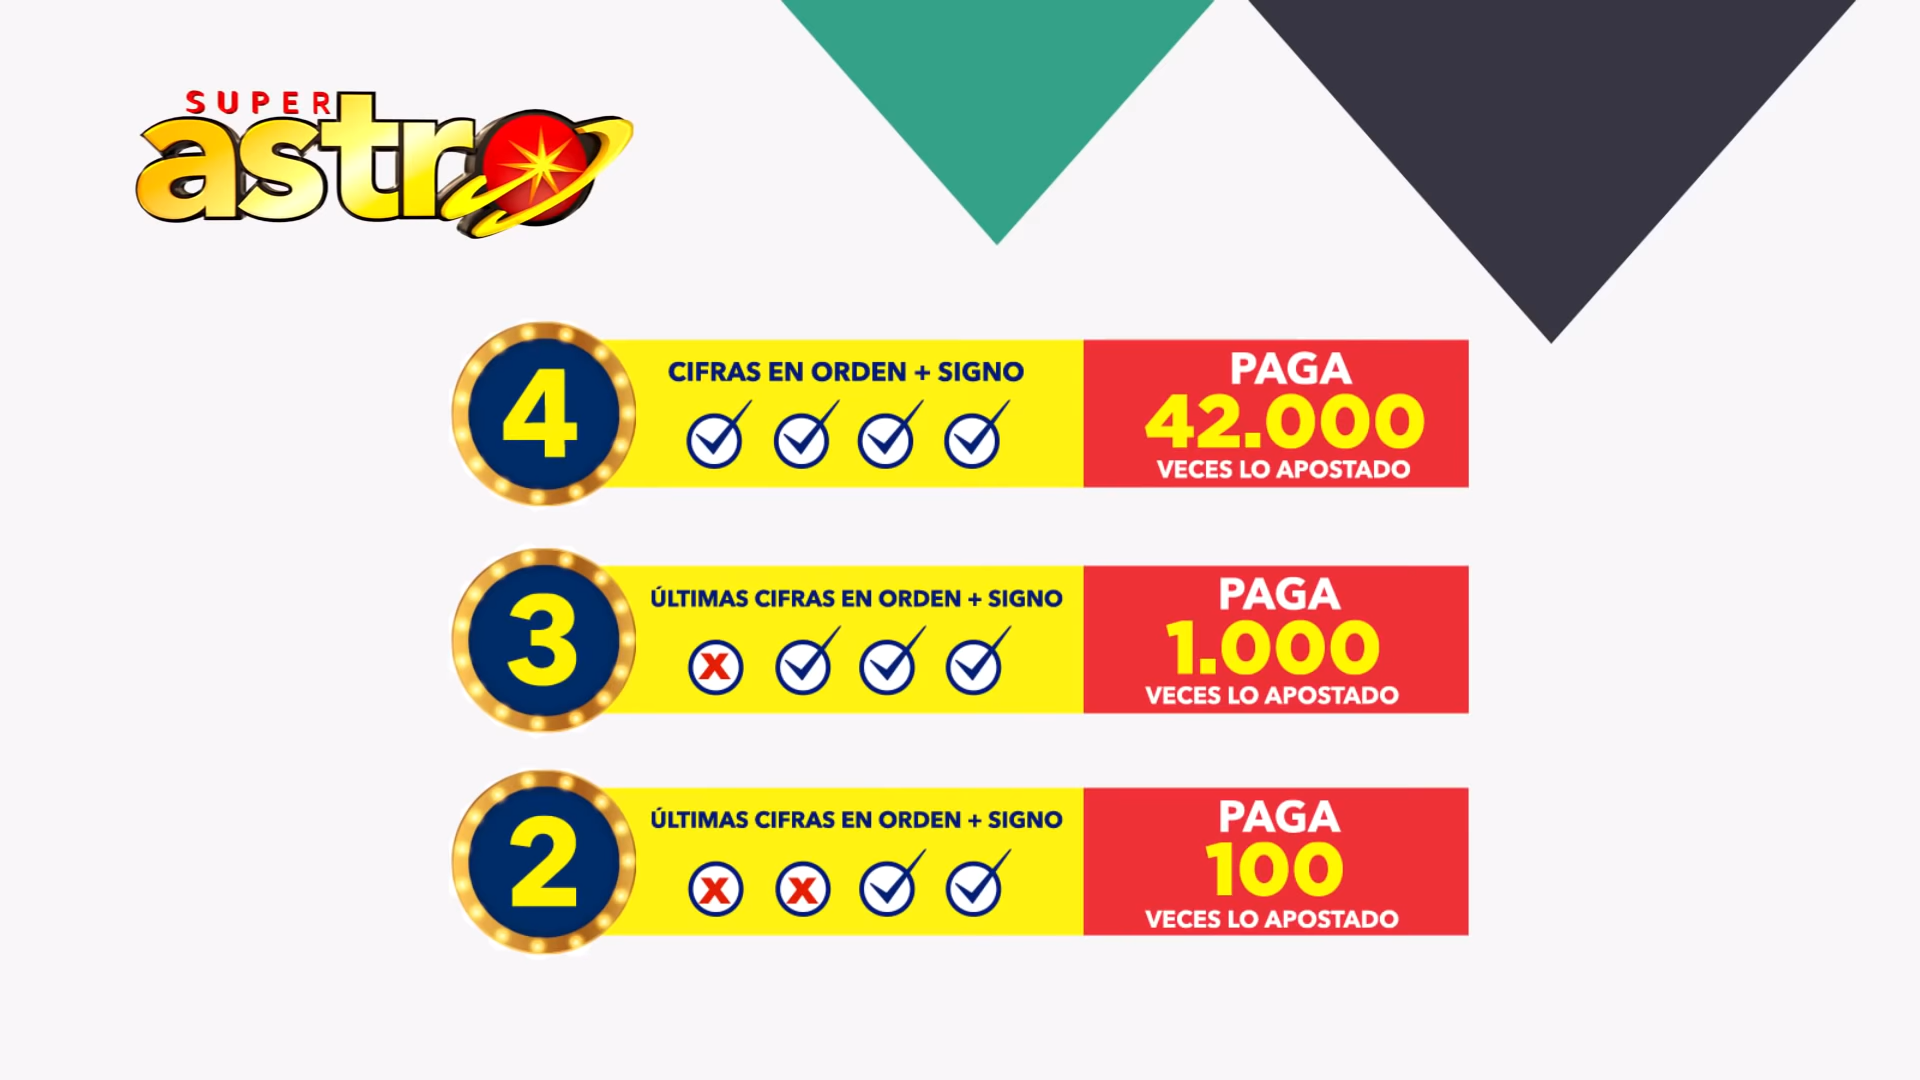 SUPER
astro
4
CIFRAS EN ORDEN + SIGNO
PAGA
42.000
VECES LO APOSTADO
3
ÚLTIMAS CIFRAS EN ORDEN + SIGNO
X
PAGA
1.000
VECES LO APOSTADO
2
ÚLTIMAS CIFRAS EN ORDEN + SIGNO
X X
PAGA
100
VECES LO APOSTADO